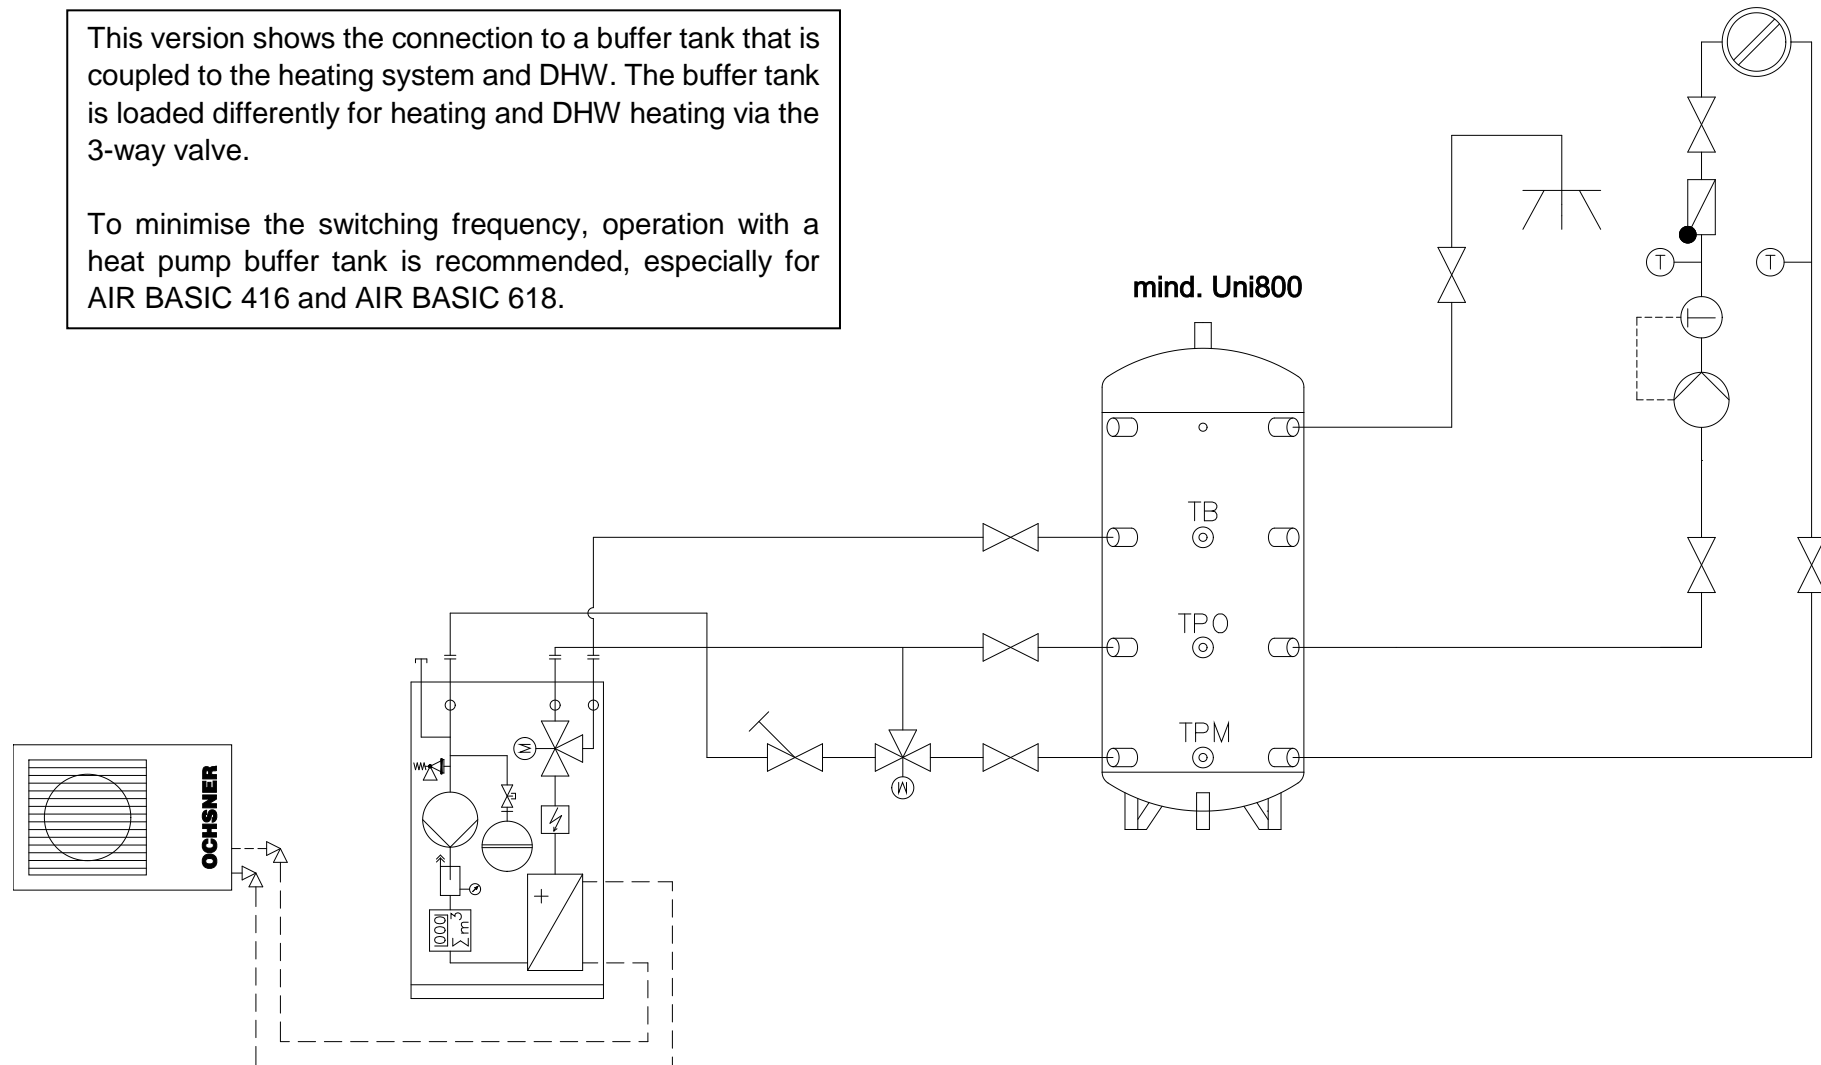 This version shows the connection to a buffer tank that is
coupled to the heating system and DHW. The buffer tank
is loaded differently for heating and DHW heating via the
3-way valve.
To minimise the switching frequency, operation with a
heat pump buffer tank is recommended, especially for
AIR BASIC 416 and AIR BASIC 618.
mind. Uni800
T
T
TB
TPO
TPM
M
M
OCHSNER
+
000
Σm³